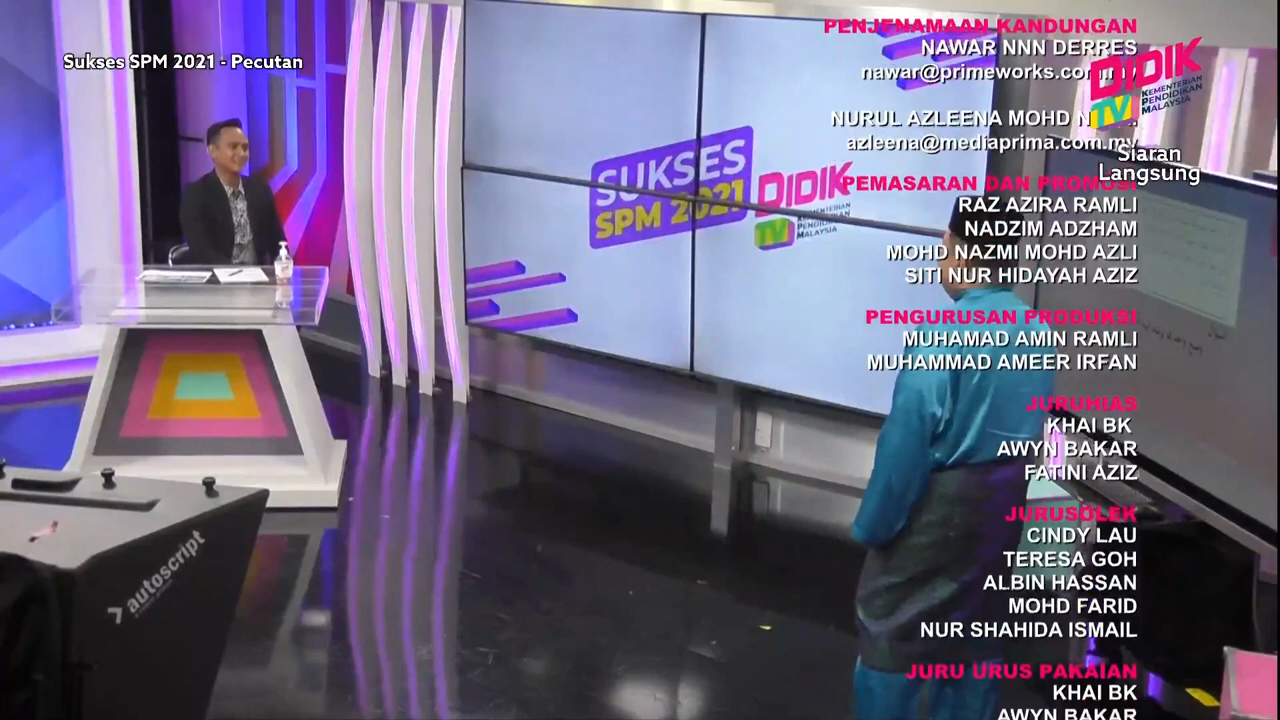 Sukses SPM 2021 - Pecutan
PENJENAMAAN KANDUNGAN
NAWAR NNN DERRES
nawar@primeworks.com.my
NURUL AZLEENA MOHD
azleena@mediaprima.com.my
PEMASARAN DAN PROMOSI
RAZ AZIRA RAMLI
NADZIM ADZHAM
MOHD NAZMI MOHD AZLI
SITI NUR HIDAYAH AZIZ
PENGURUSAN PRODUKSI
MUHAMAD AMIN RAMLI
MUHAMMAD AMEER IRFAN
JURUHIAS
KHAI BK
AWYN BAKAR
FATINI AZIZ
JURUSOLEK
CINDY LAU
TERESA GOH
ALBIN HASSAN
MOHD FARID
NUR SHAHIDA ISMAIL
JURU URUS PAKAIAN
KHAI BK
AWYN BAKAR
DIDIK
TV
KEMENTERIAN
PENDIDIKAN
MALAYSIA
Siaran
Langsung
SUKSES
SPM 2021
DIDIK
TV
KEMENTERIAN
PENDIDIKAN
MALAYSIA
autoscript